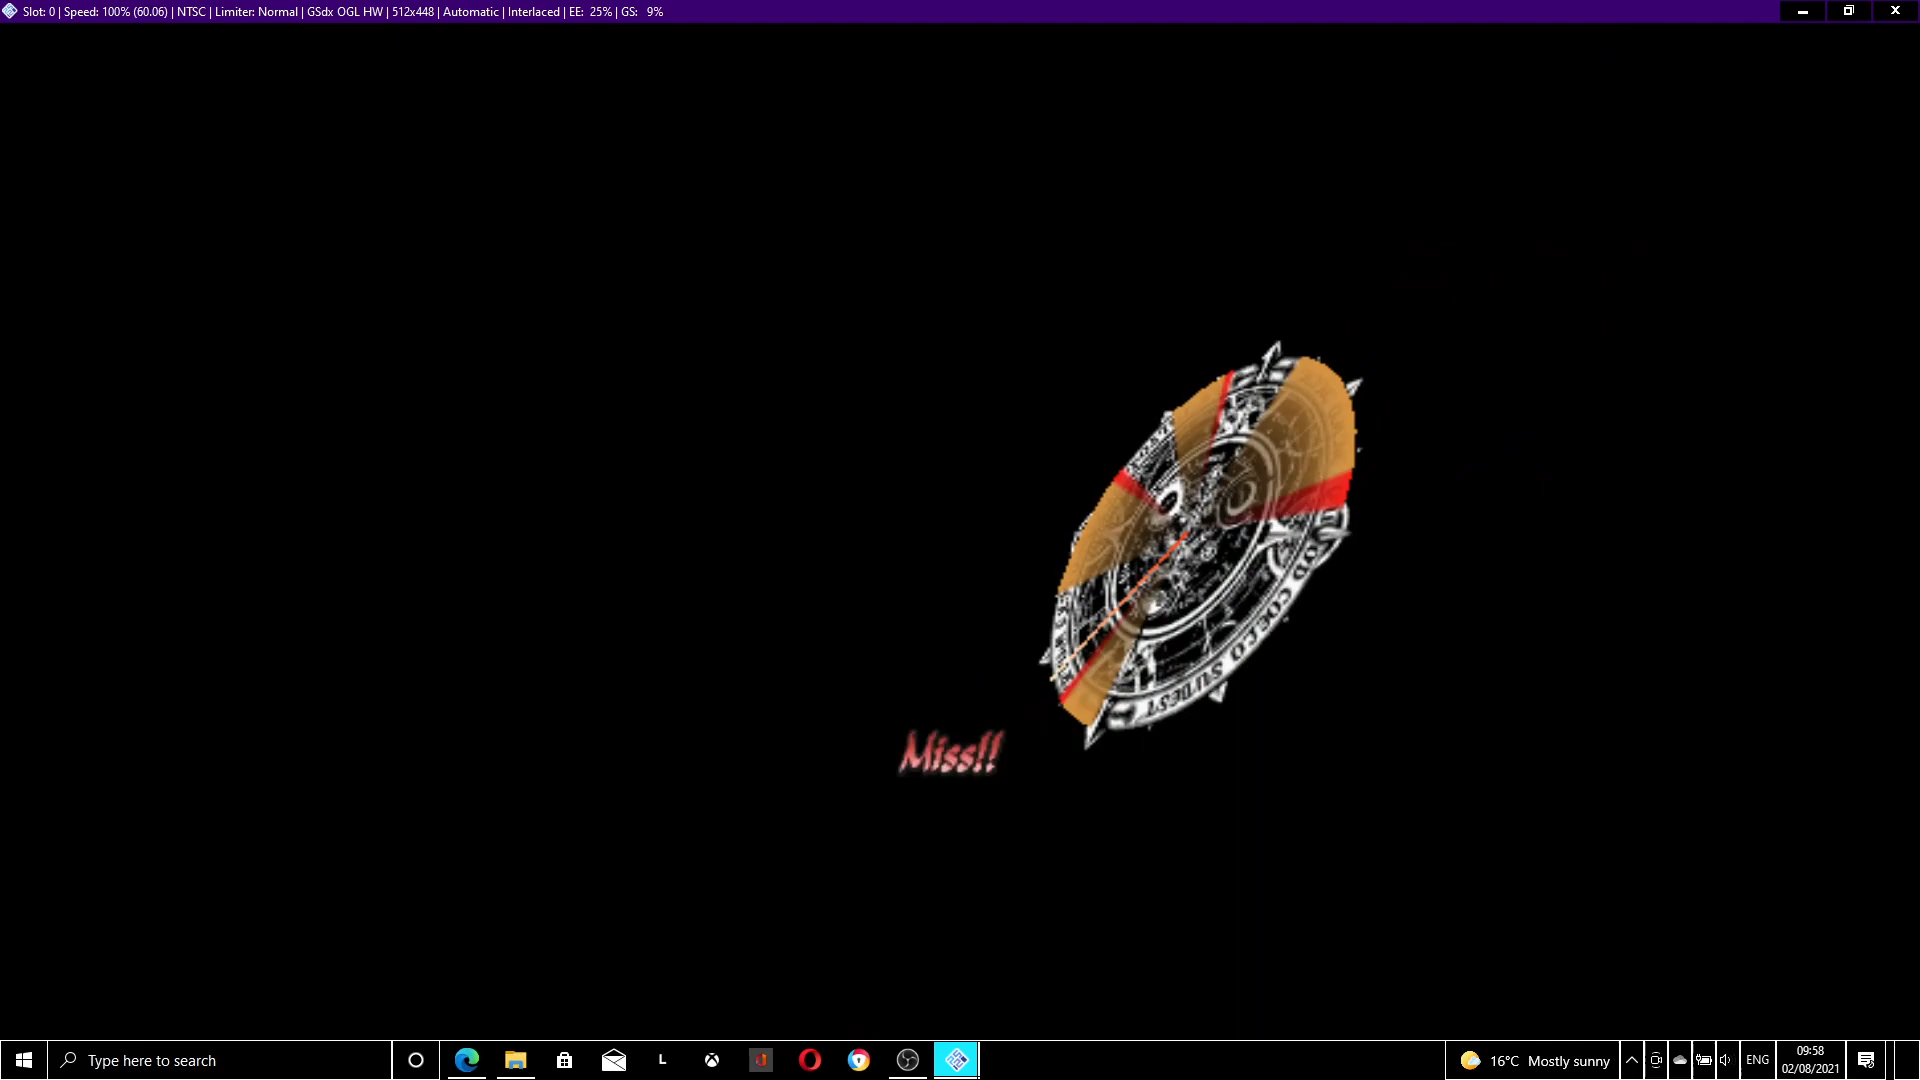 Slot: 0 | Speed: 100% (60.06) | NTSC | Limiter: Normal | GSdx OGL HW | 512x448 | Automatic | Interlaced | EE: 25% | GS: 9%
Miss!!
Type here to search
L
16°C Mostly sunny
ENG
09:58
02/08/2021